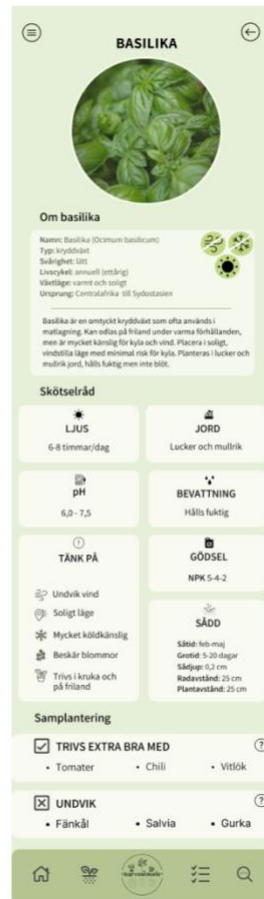 BASILIKA
Om basilika
Namn: Basilika (Ocimum basilicum)
Typ: kryddväxt
Svårighet: lätt
Livscykel: annuell (ettårig)
Växtläge: varmt och soligt
Ursprung: Centralafrika till Sydostasien
Basilika är en omtyckt kryddväxt som ofta används i
matlagning. Kan odlas på friland under varma förhållanden,
men är mycket känslig för kyla och vind. Placera i soligt,
vindstilla läge med minimal risk för kyla. Planteras i lucker och
mullrik jord, hålls fuktig men inte blöt.
Skötselråd
LJUS
6-8 timmar/dag
JORD
Lucker och mullrik
pH
6,0 - 7,5
BEVATTNING
Hålls fuktig
TÄNK PÅ
Undvik vind
Soligt läge
Mycket köldkänslig
Beskär blommor
Trivs i kruka och
på friland
GÖDSEL
NPK 5-4-2
SÅDD
Såtid: feb-maj
Grotid: 5-20 dagar
Sådjup: 0,2 cm
Radavstånd: 25 cm
Plantavstånd: 25 cm
Samplantering
TRIVS EXTRA BRA MED
?
• Tomater • Chili • Vitlök
UNDVIK
?
• Fänkål • Salvia • Gurka